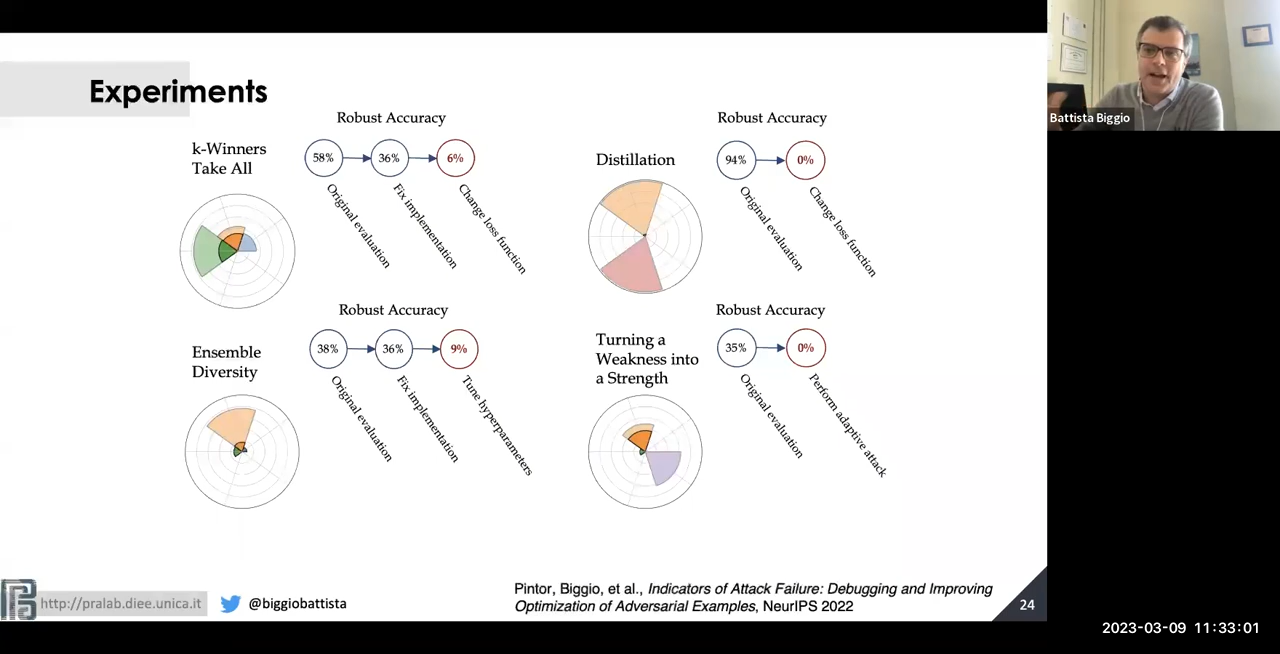 Experiments
k-Winners
Take All
Robust Accuracy
58%
36%
6%
Original evaluation
Fix implementation
Change loss function
Distillation
Robust Accuracy
94%
0%
Original evaluation
Change loss function
Ensemble
Diversity
Robust Accuracy
38%
36%
9%
Original evaluation
Fix implementation
Tune hyperparameters
Turning a
Weakness into
a Strength
Robust Accuracy
35%
0%
Original evaluation
Perform adaptive attack
http://pralab.diee.unica.it
@biggiobattista
Pintor, Biggio, et al., Indicators of Attack Failure: Debugging and Improving
Optimization of Adversarial Examples, NeurIPS 2022
24
Battista Biggio
2023-03-09 11:33:01